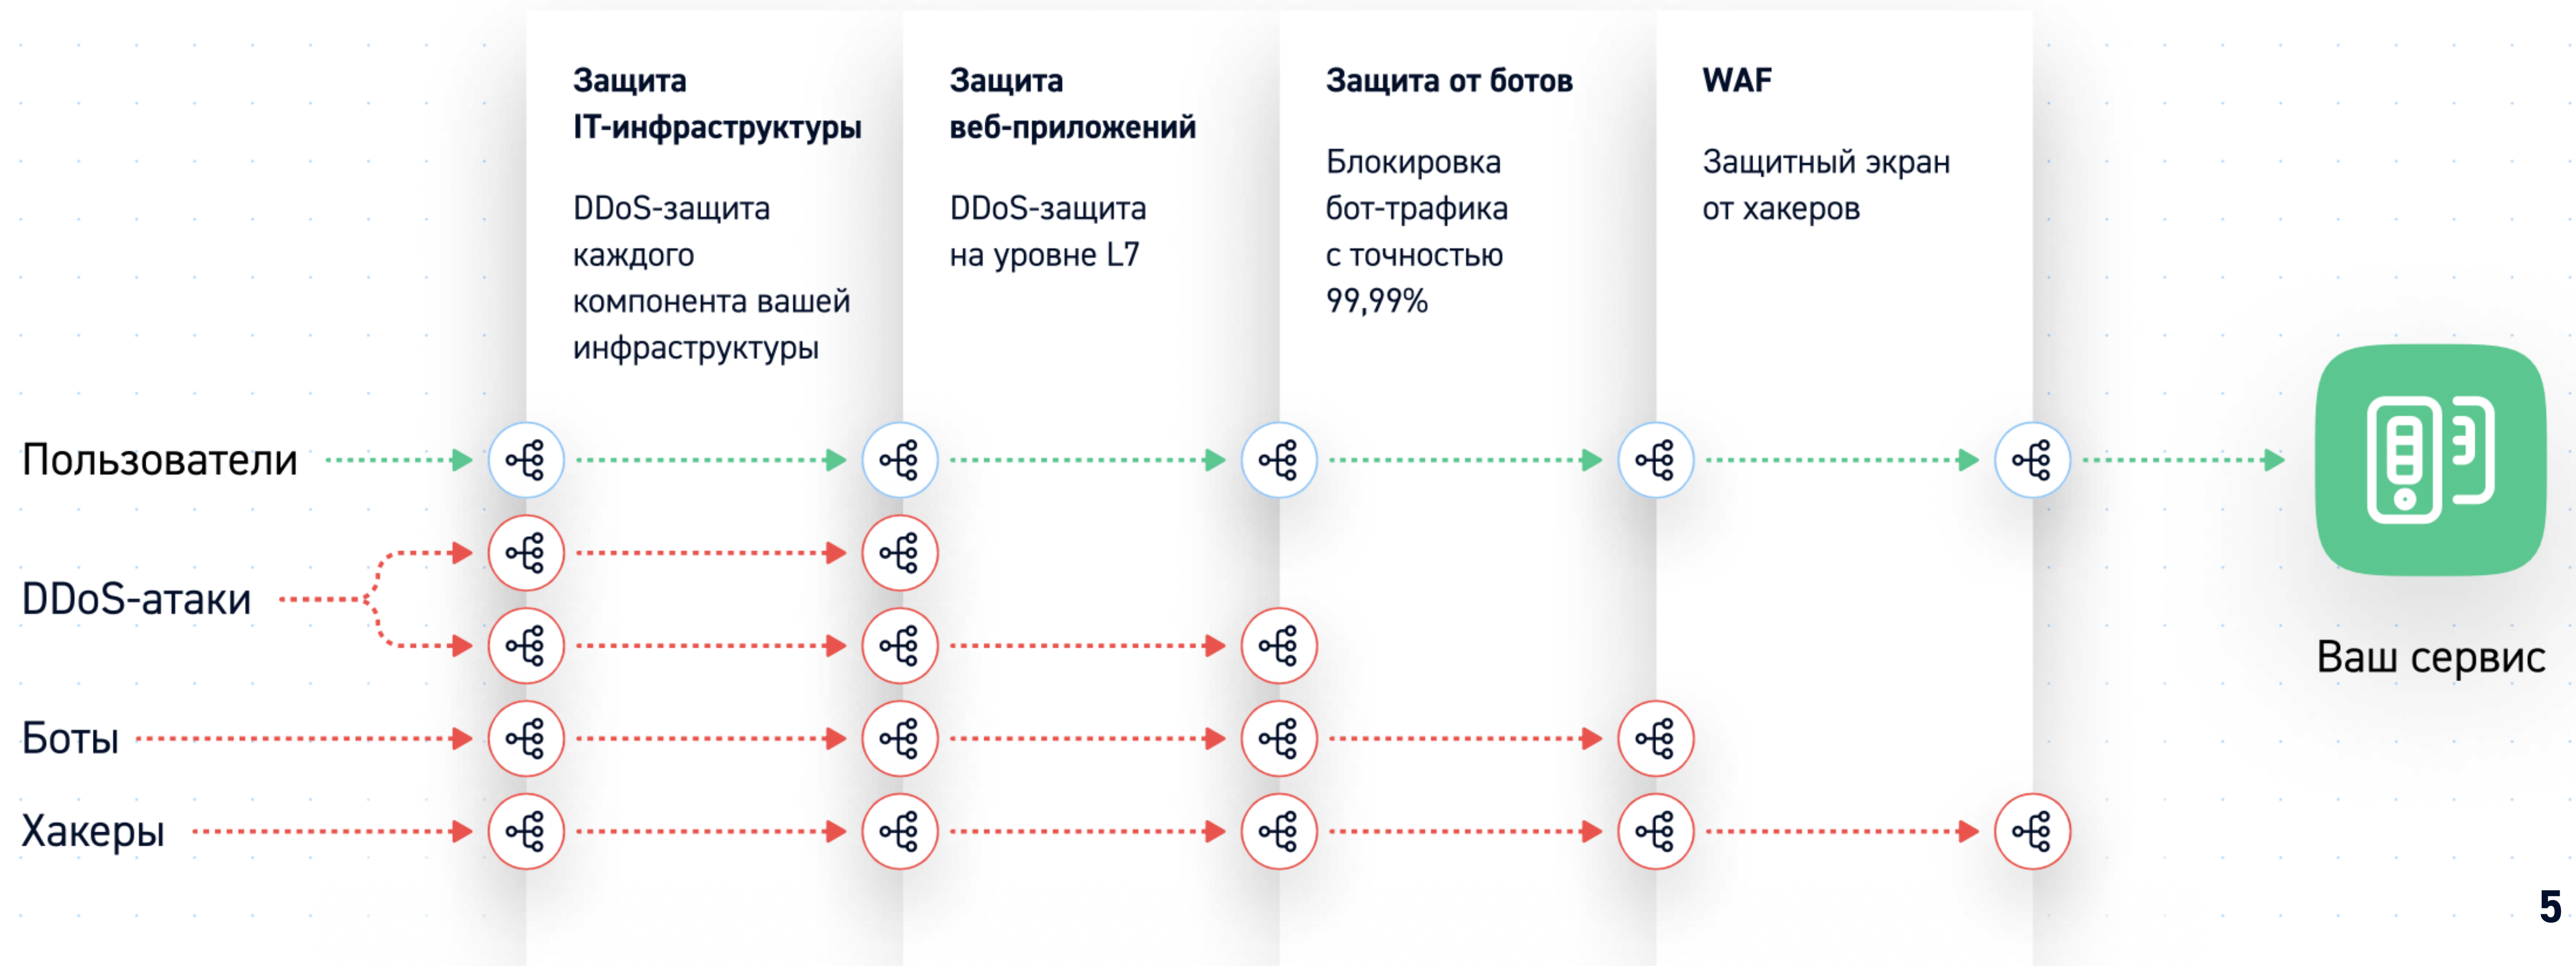 Защита
IT-инфраструктуры
DDoS-защита
каждого
компонента вашей
инфраструктуры
Защита
веб-приложений
DDoS-защита
на уровне L7
Защита от ботов
Блокировка
бот-трафика
с точностью
99,99%
WAF
Защитный экран
от хакеров
Пользователи
DDoS-атаки
Боты
Хакеры
Ваш сервис
5